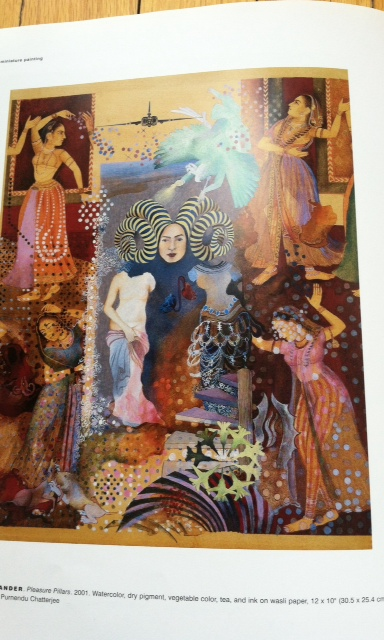 miniature painting
ANDER. Pleasure Pillars. 2001. Watercolor, dry pigment, vegetable color, tea, and ink on wasli paper, 12 x 10" (30.5 x 25.4 cm
Purnendu Chatterjee